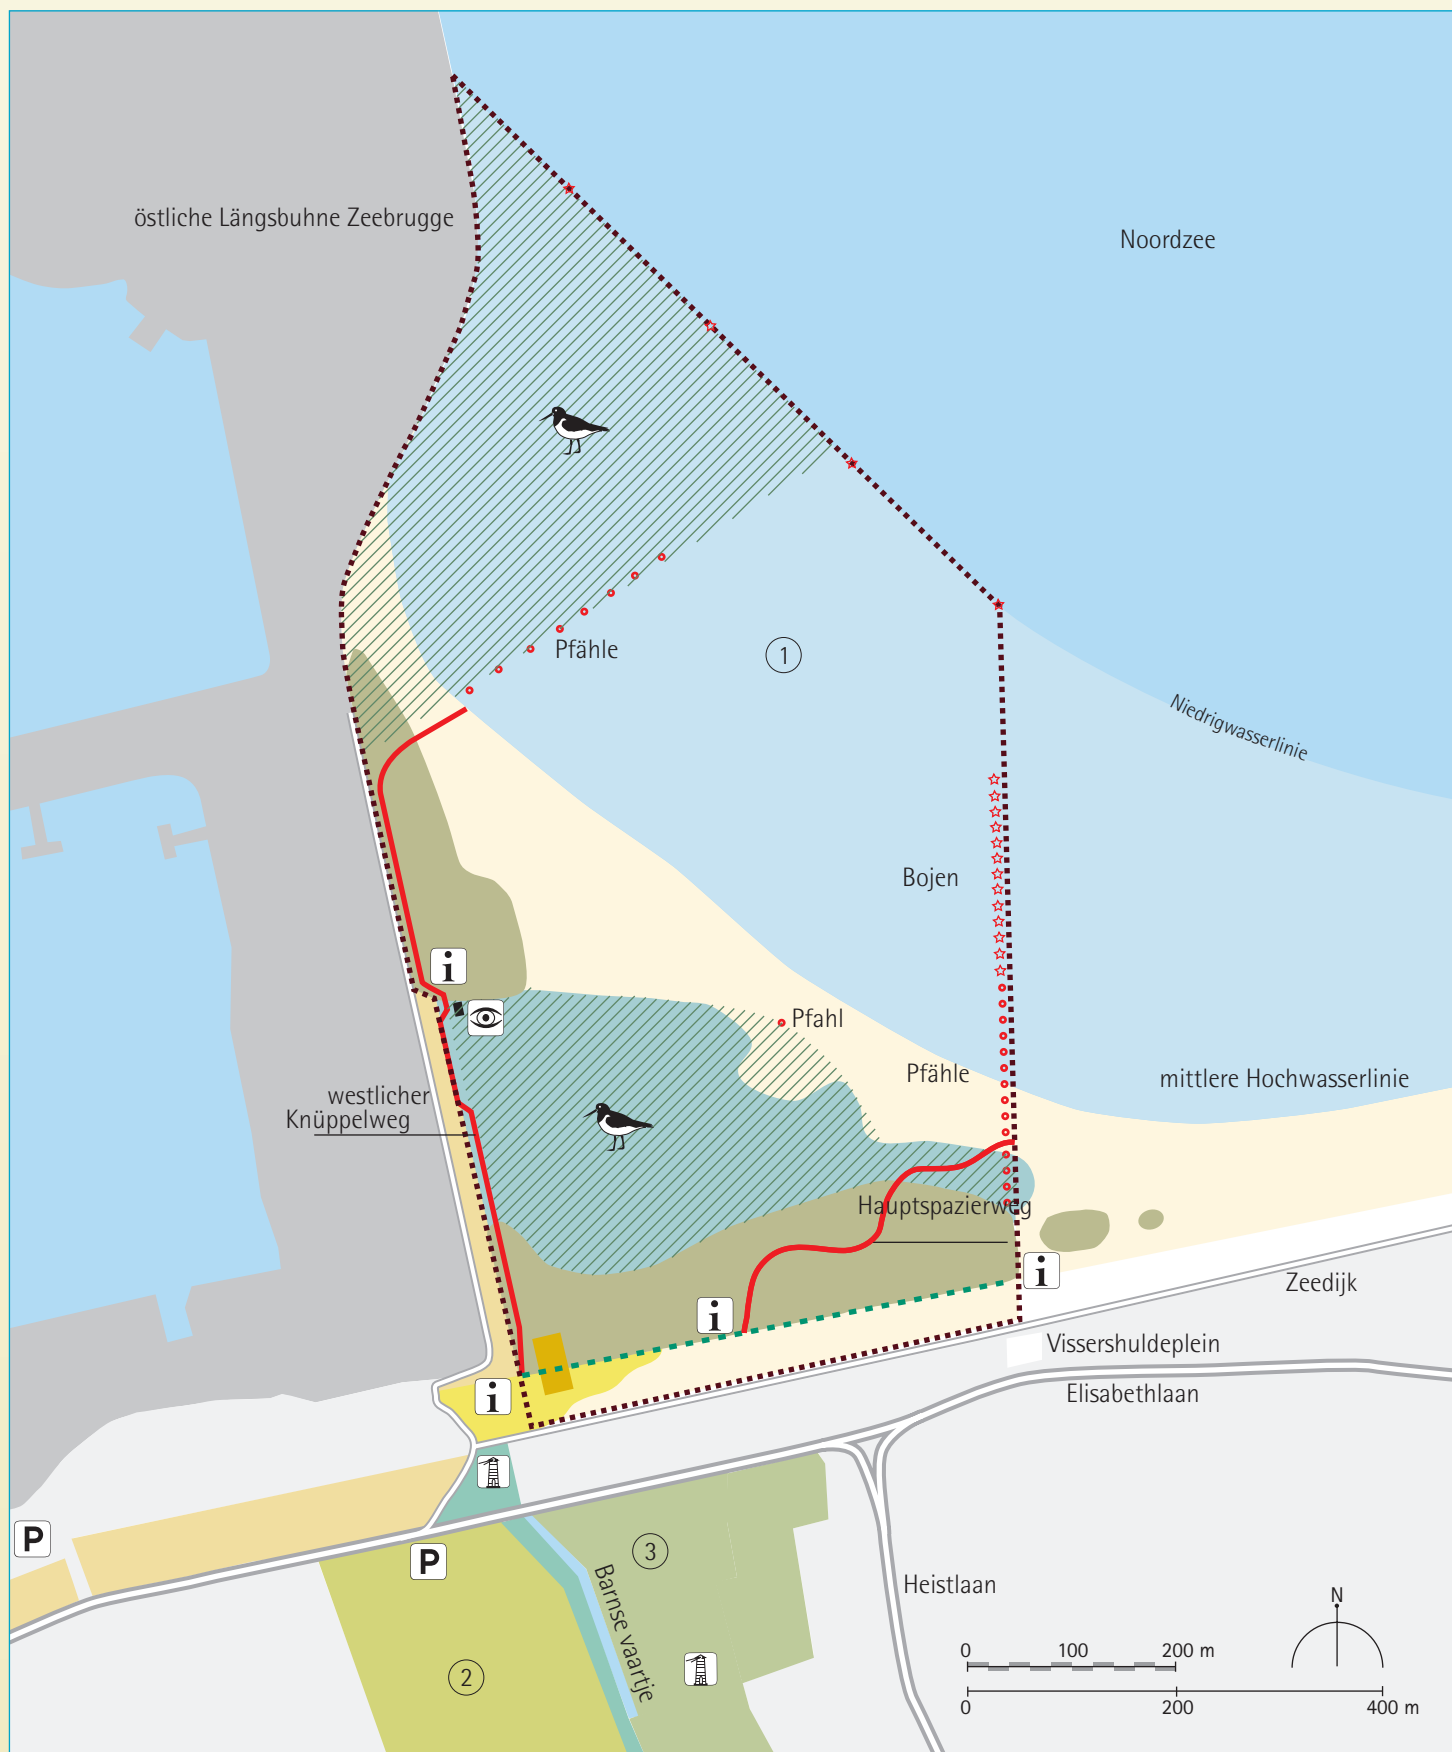 östliche Längsbuhne Zeebrugge
Noordzee
Pfähle
1
Niedrigwasserlinie
Bojen
i
Pfahl
Pfähle
mittlere Hochwasserlinie
westlicher
Knüppelweg
Hauptspazierweg
i
Zeedijk
i
Vissershuldeplein
i
Elisabethlaan
P
P
3
Barnse vaartje
Heistlaan
N
0 100 200 m
2
0 200 400 m